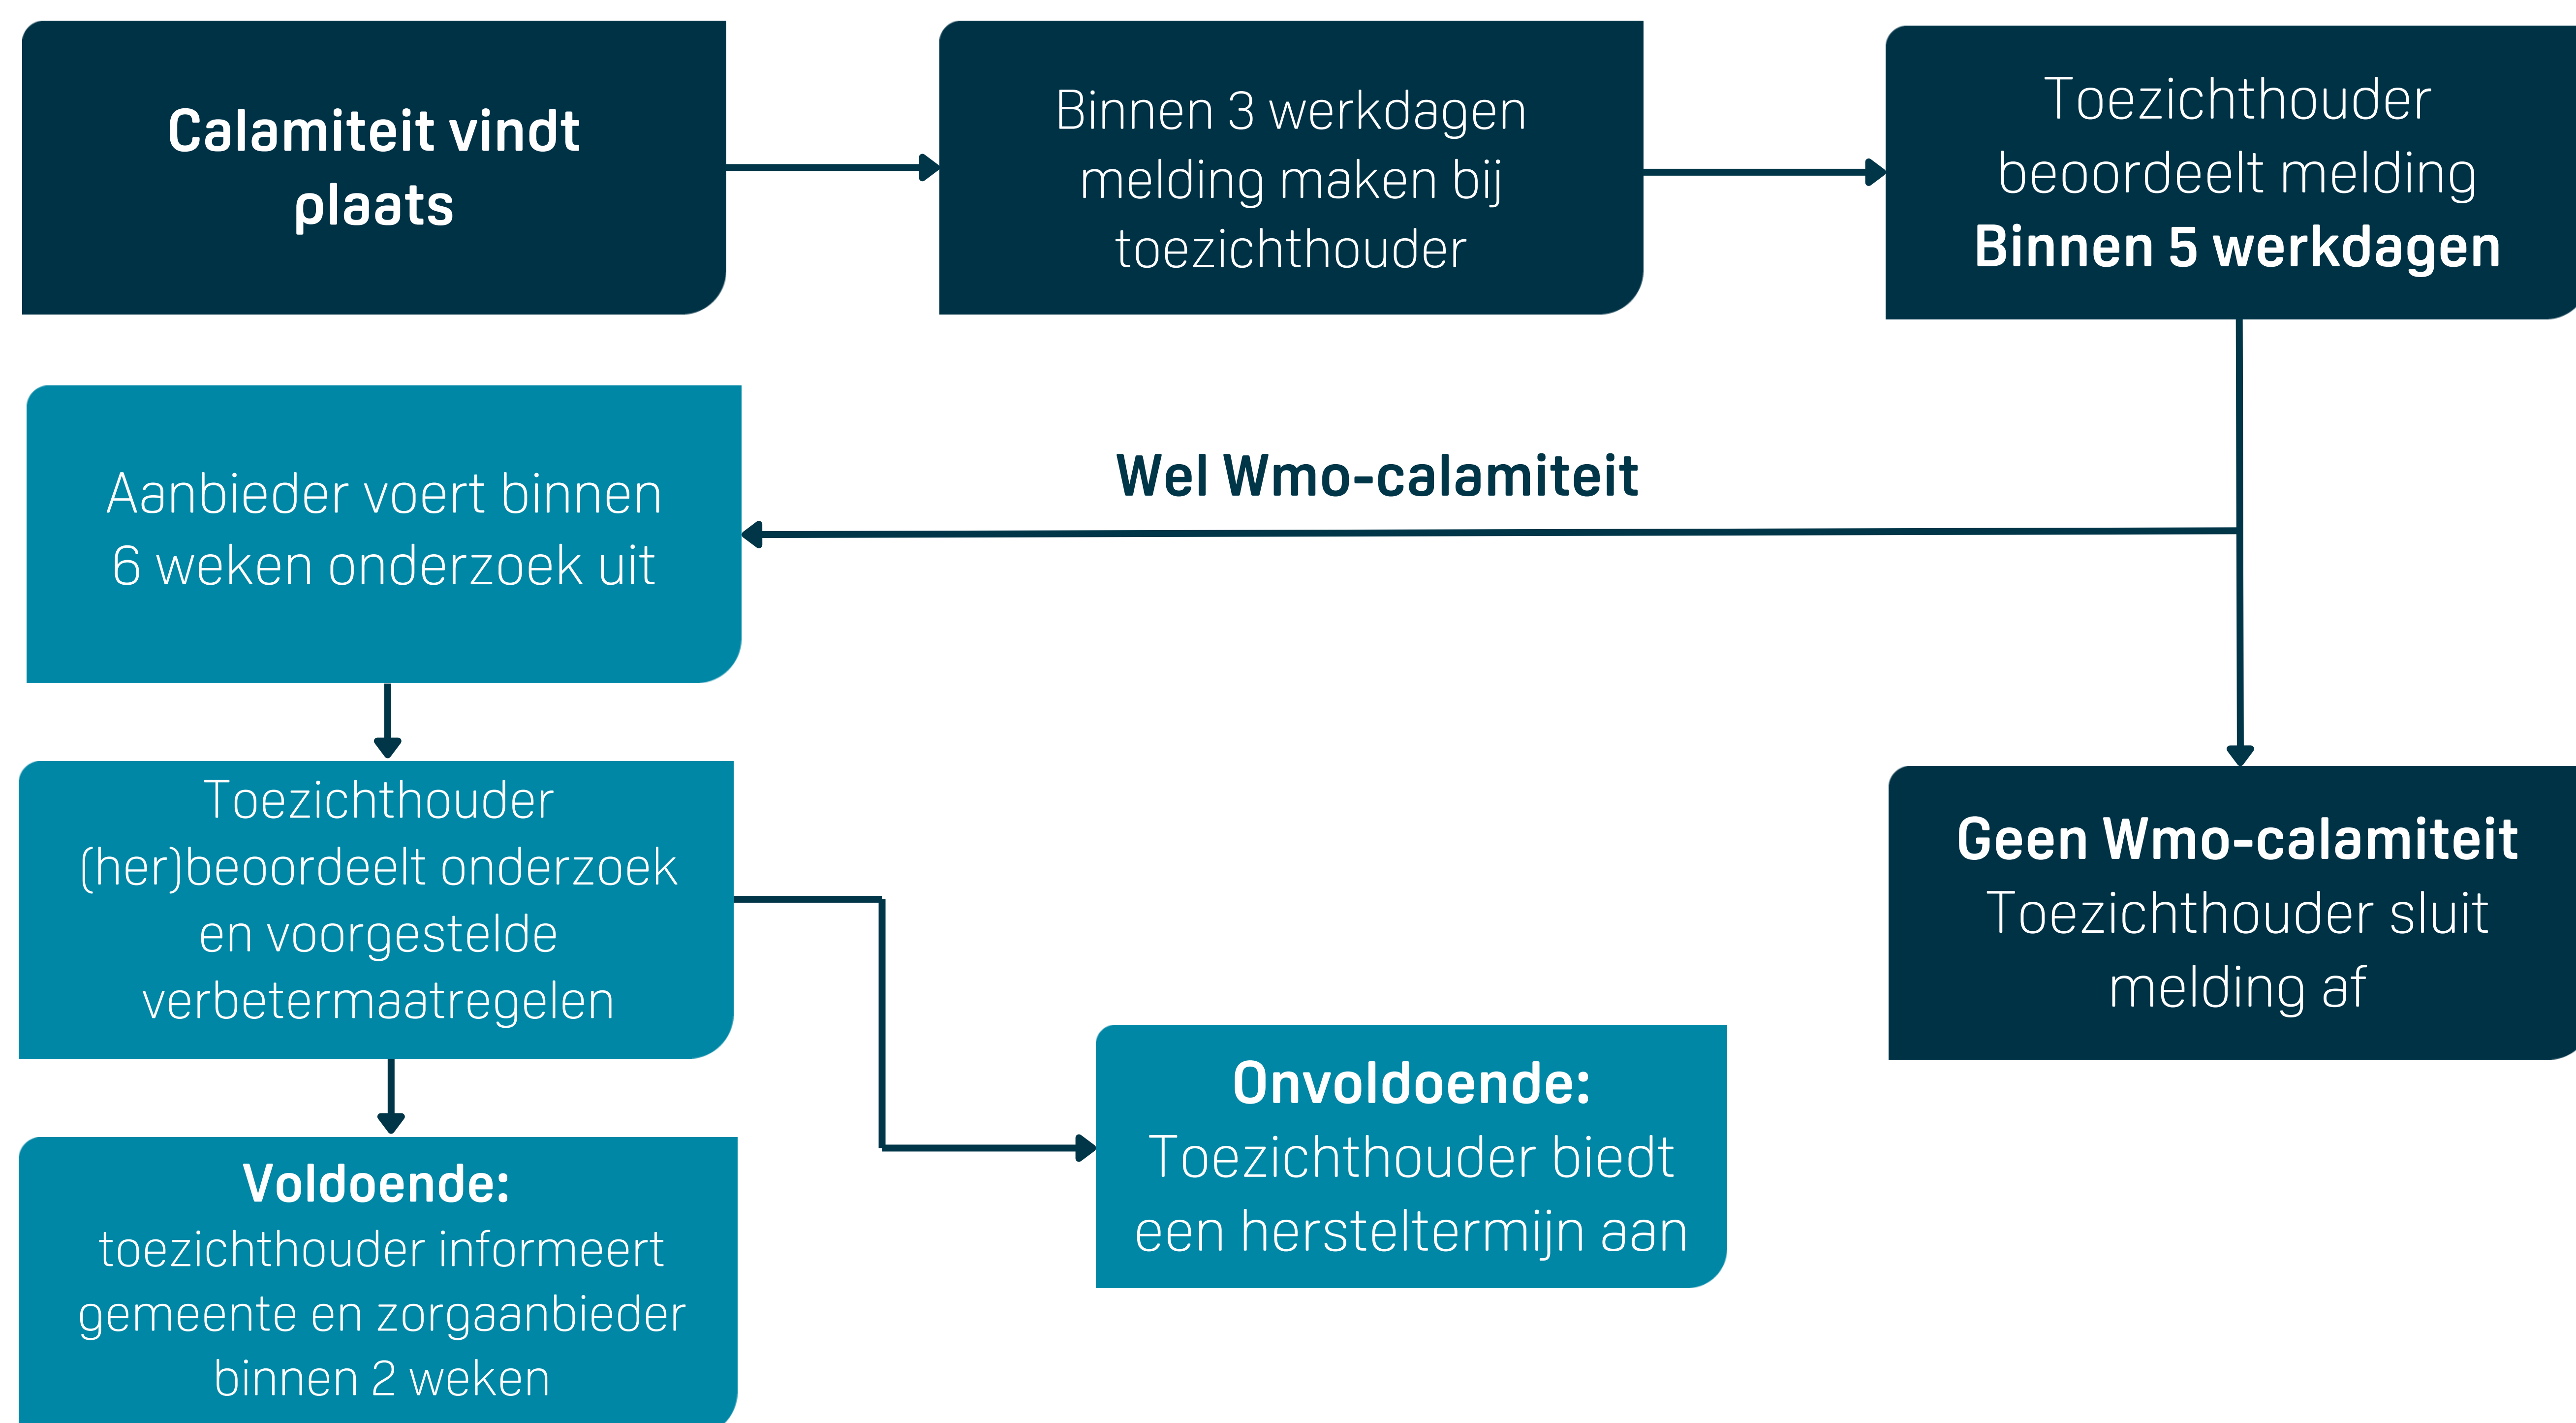 Calamiteit vindt
plaats
Binnen 3 werkdagen
melding maken bij
toezichthouder
Toezichthouder
beoordeelt melding
Binnen 5 werkdagen
Wel Wmo-calamiteit
Aanbieder voert binnen
6 weken onderzoek uit
Toezichthouder
(her)beoordeelt onderzoek
en voorgestelde
verbetermaatregelen
Geen Wmo-calamiteit
Toezichthouder sluit
melding af
Onvoldoende:
Toezichthouder biedt
een hersteltermijn aan
Voldoende:
toezichthouder informeert
gemeente en zorgaanbieder
binnen 2 weken